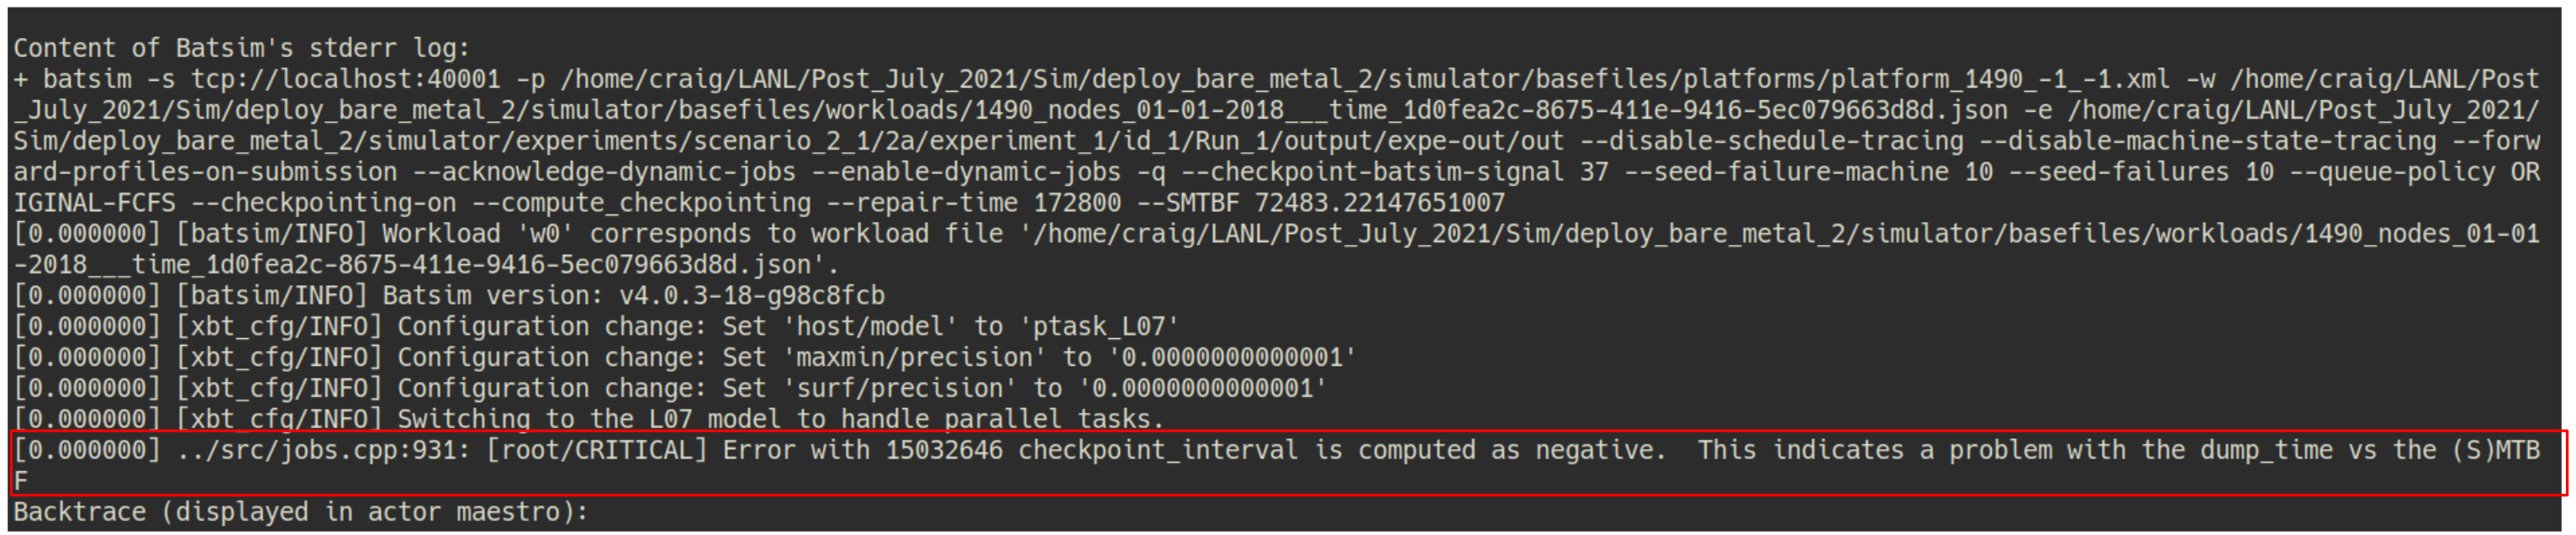 Content of Batsim's stderr log:
+ batsim -s tcp://localhost:40001 -p /home/craig/LANL/Post_July_2021/Sim/deploy_bare_metal_2/simulator/basefiles/platforms/platform_1490_-1_-1.xml -w /home/craig/LANL/Post
_July_2021/Sim/deploy_bare_metal_2/simulator/basefiles/workloads/1490_nodes_01-01-2018___time_1d0fea2c-8675-411e-9416-5ec079663d8d.json -e /home/craig/LANL/Post_July_2021/
Sim/deploy_bare_metal_2/simulator/experiments/scenario_2_1/2a/experiment_1/id_1/Run_1/output/expe-out/out --disable-schedule-tracing --disable-machine-state-tracing --forw
ard-profiles-on-submission --acknowledge-dynamic-jobs --enable-dynamic-jobs -q --checkpoint-batsim-signal 37 --seed-failure-machine 10 --seed-failures 10 --queue-policy OR
IGINAL-FCFS --checkpointing-on --compute_checkpointing --repair-time 172800 --SMTBF 72483.22147651007
[0.000000] [batsim/INFO] Workload 'w0' corresponds to workload file '/home/craig/LANL/Post_July_2021/Sim/deploy_bare_metal_2/simulator/basefiles/workloads/1490_nodes_01-01
-2018___time_1d0fea2c-8675-411e-9416-5ec079663d8d.json'.
[0.000000] [batsim/INFO] Batsim version: v4.0.3-18-g98c8fcb
[0.000000] [xbt_cfg/INFO] Configuration change: Set 'host/model' to 'ptask_L07'
[0.000000] [xbt_cfg/INFO] Configuration change: Set 'maxmin/precision' to '0.0000000000001'
[0.000000] [xbt_cfg/INFO] Configuration change: Set 'surf/precision' to '0.0000000000001'
[0.000000] [xbt_cfg/INFO] Switching to the L07 model to handle parallel tasks.
[0.000000] ../src/jobs.cpp:931: [root/CRITICAL] Error with 15032646 checkpoint_interval is computed as negative.  This indicates a problem with the dump_time vs the (S)MTB
F
Backtrace (displayed in actor maestro):